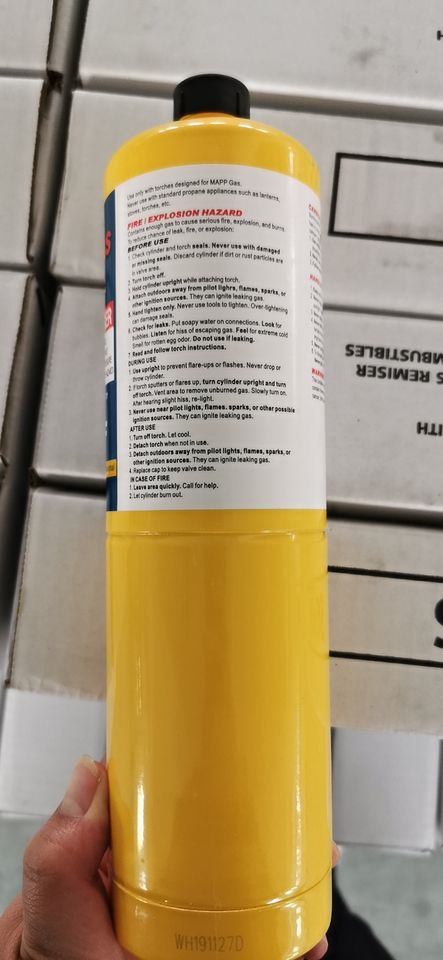 Use only with torches designed for MAPP Gas.
Never use with standard propane appliances such as lanterns,
stoves, torches, etc.
FIRE / EXPLOSION HAZARD
Contains enough gas to cause serious fire, explosion, and burns.
To reduce chance of leak, fire, or explosion:
BEFORE USE
1. Check cylinder and torch seals. Never use with damaged
or missing seals. Discard cylinder if dirt or rust particles are
in valve area.
2. Turn torch off.
3. Hold cylinder upright while attaching torch.
4. Attach outdoors away from pilot lights, flames, sparks, or
other ignition sources. They can ignite leaking gas.
5. Hand tighten only. Never use tools to tighten. Over-tightening
can damage seals.
6. Check for leaks. Put soapy water on connections. Look for
bubbles. Listen for hiss of escaping gas. Feel for extreme cold
Smell for rotten egg odor. Do not use if leaking.
7. Read and follow torch instructions.
DURING USE
1. Use upright to prevent flare-ups or flashes. Never drop or
throw cylinder.
2. If torch sputters or flares up, turn cylinder upright and turn
off torch. Vent area to remove unburned gas. Slowly turn on.
After hearing slight hiss, re-light.
3. Never use near pilot lights, flames, sparks, or other possible
ignition sources. They can ignite leaking gas.
AFTER USE
1. Turn off torch. Let cool.
2. Detach torch when not in use.
3. Detach outdoors away from pilot lights, flames, sparks, or
other ignition sources. They can ignite leaking gas.
4. Replace cap to keep valve clean.
IN CASE OF FIRE
1. Leave area quickly. Call for help.
2. Let cylinder burn out.
WH191127D
S REMISER
MBUSTIBLES
ITH
S